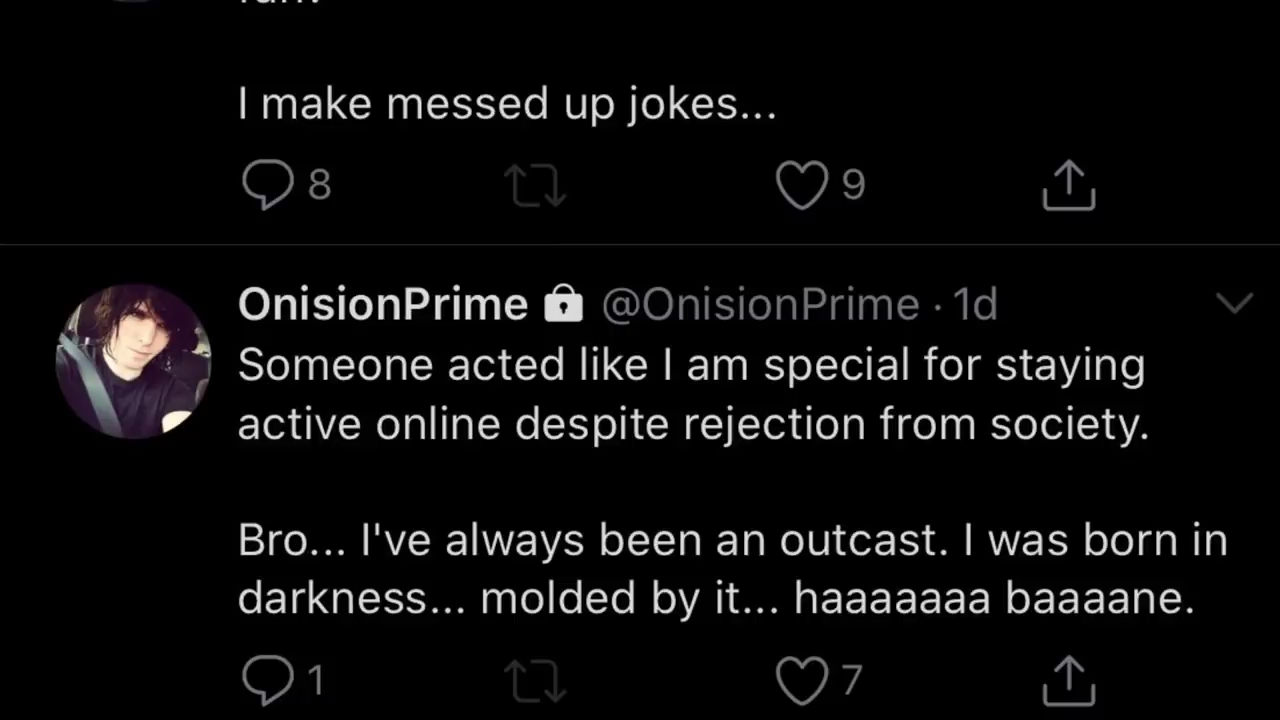 I make messed up jokes...
8 9
OnisionPrime @OnisionPrime · 1d
Someone acted like I am special for staying
active online despite rejection from society.
Bro... I've always been an outcast. I was born in
darkness... molded by it... haaaaaaa baaaane.
1 7